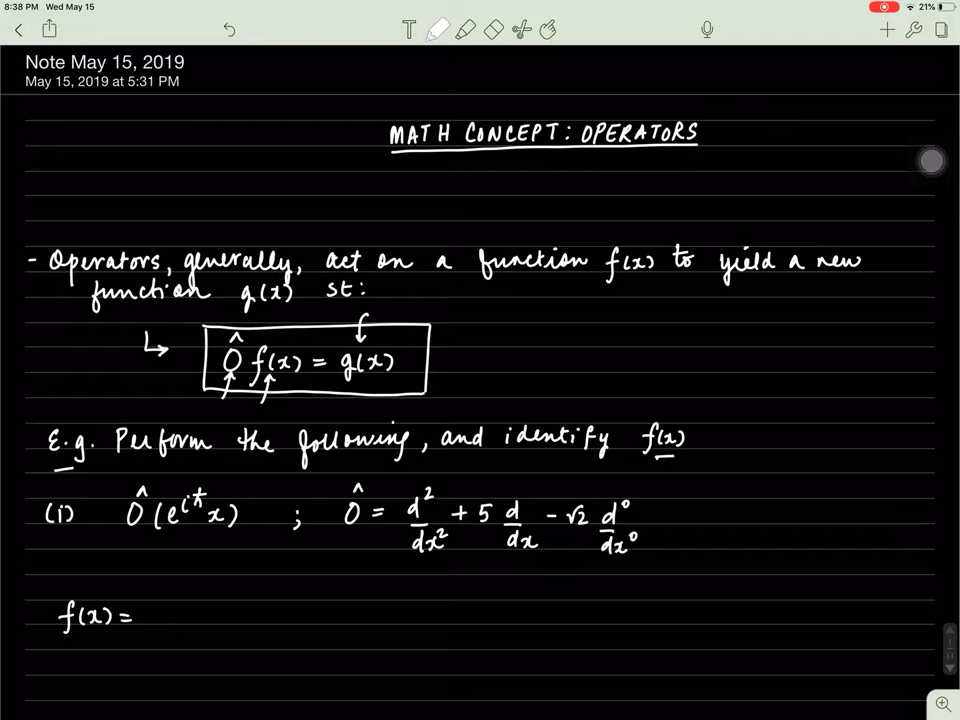 8:38 PM Wed May 15
21%
T
Note May 15, 2019
May 15, 2019 at 5:31 PM
MATH CONCEPT: OPERATORS
- Operators, generally, act on a function f(x) to yield a new
function g(x) st:
↳ Ô f(x) = g(x)
E.g. Perform the following, and identify f(x)
(i) Ô (e^{iℏ}x) ; Ô = d²/dx² + 5 d/dx - √2 d⁰/dx⁰
f(x) =